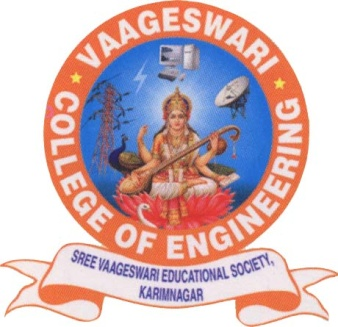 VAAGESWARI
COLLEGE OF ENGINEERING
SREE VAAGESWARI EDUCATIONAL SOCIETY,
KARIMNAGAR